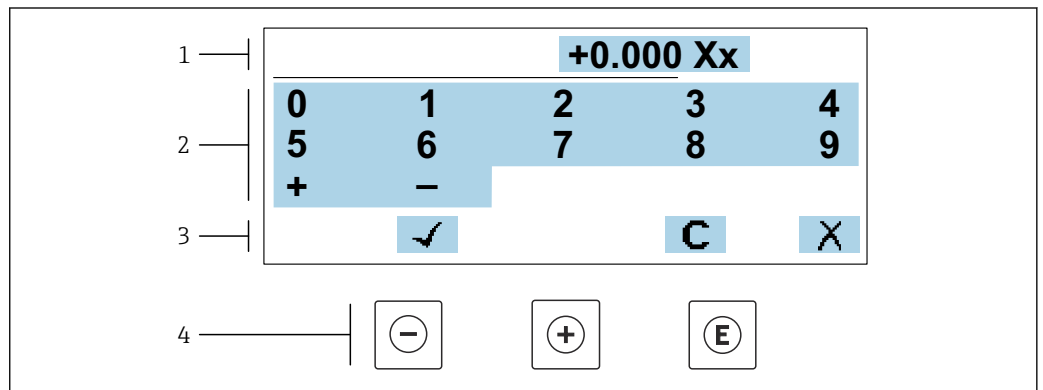 1 +0.000 Xx
0 1 2 3 4
2 5 6 7 8 9
+ −
3 ✓ C X
4 − + E